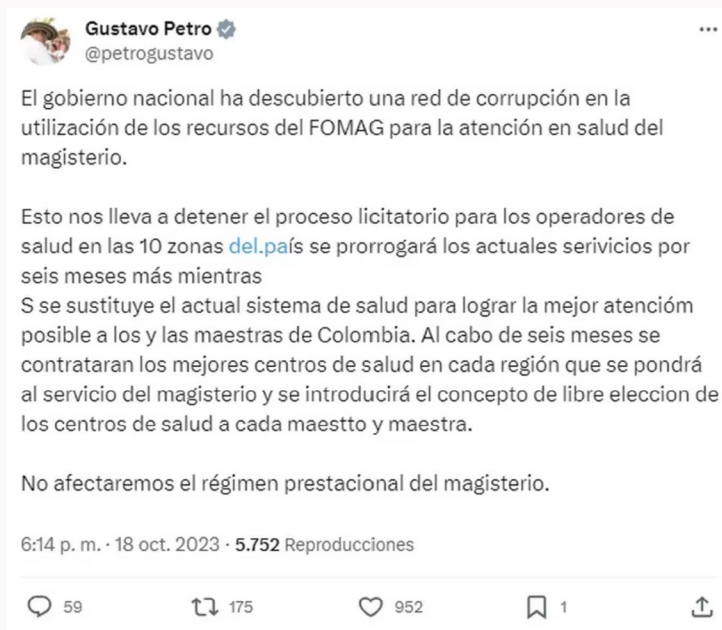 Gustavo Petro
@petrogustavo
El gobierno nacional ha descubierto una red de corrupción en la
utilización de los recursos del FOMAG para la atención en salud del
magisterio.
Esto nos lleva a detener el proceso licitatorio para los operadores de
salud en las 10 zonas del.país se prorrogará los actuales serivicios por
seis meses más mientras
S se sustituye el actual sistema de salud para lograr la mejor atencióm
posible a los y las maestras de Colombia. Al cabo de seis meses se
contrataran los mejores centros de salud en cada región que se pondrá
al servicio del magisterio y se introducirá el concepto de libre eleccion de
los centros de salud a cada maestto y maestra.
No afectaremos el régimen prestacional del magisterio.
6:14 p. m. · 18 oct. 2023 · 5.752 Reproducciones
59 175 952 1